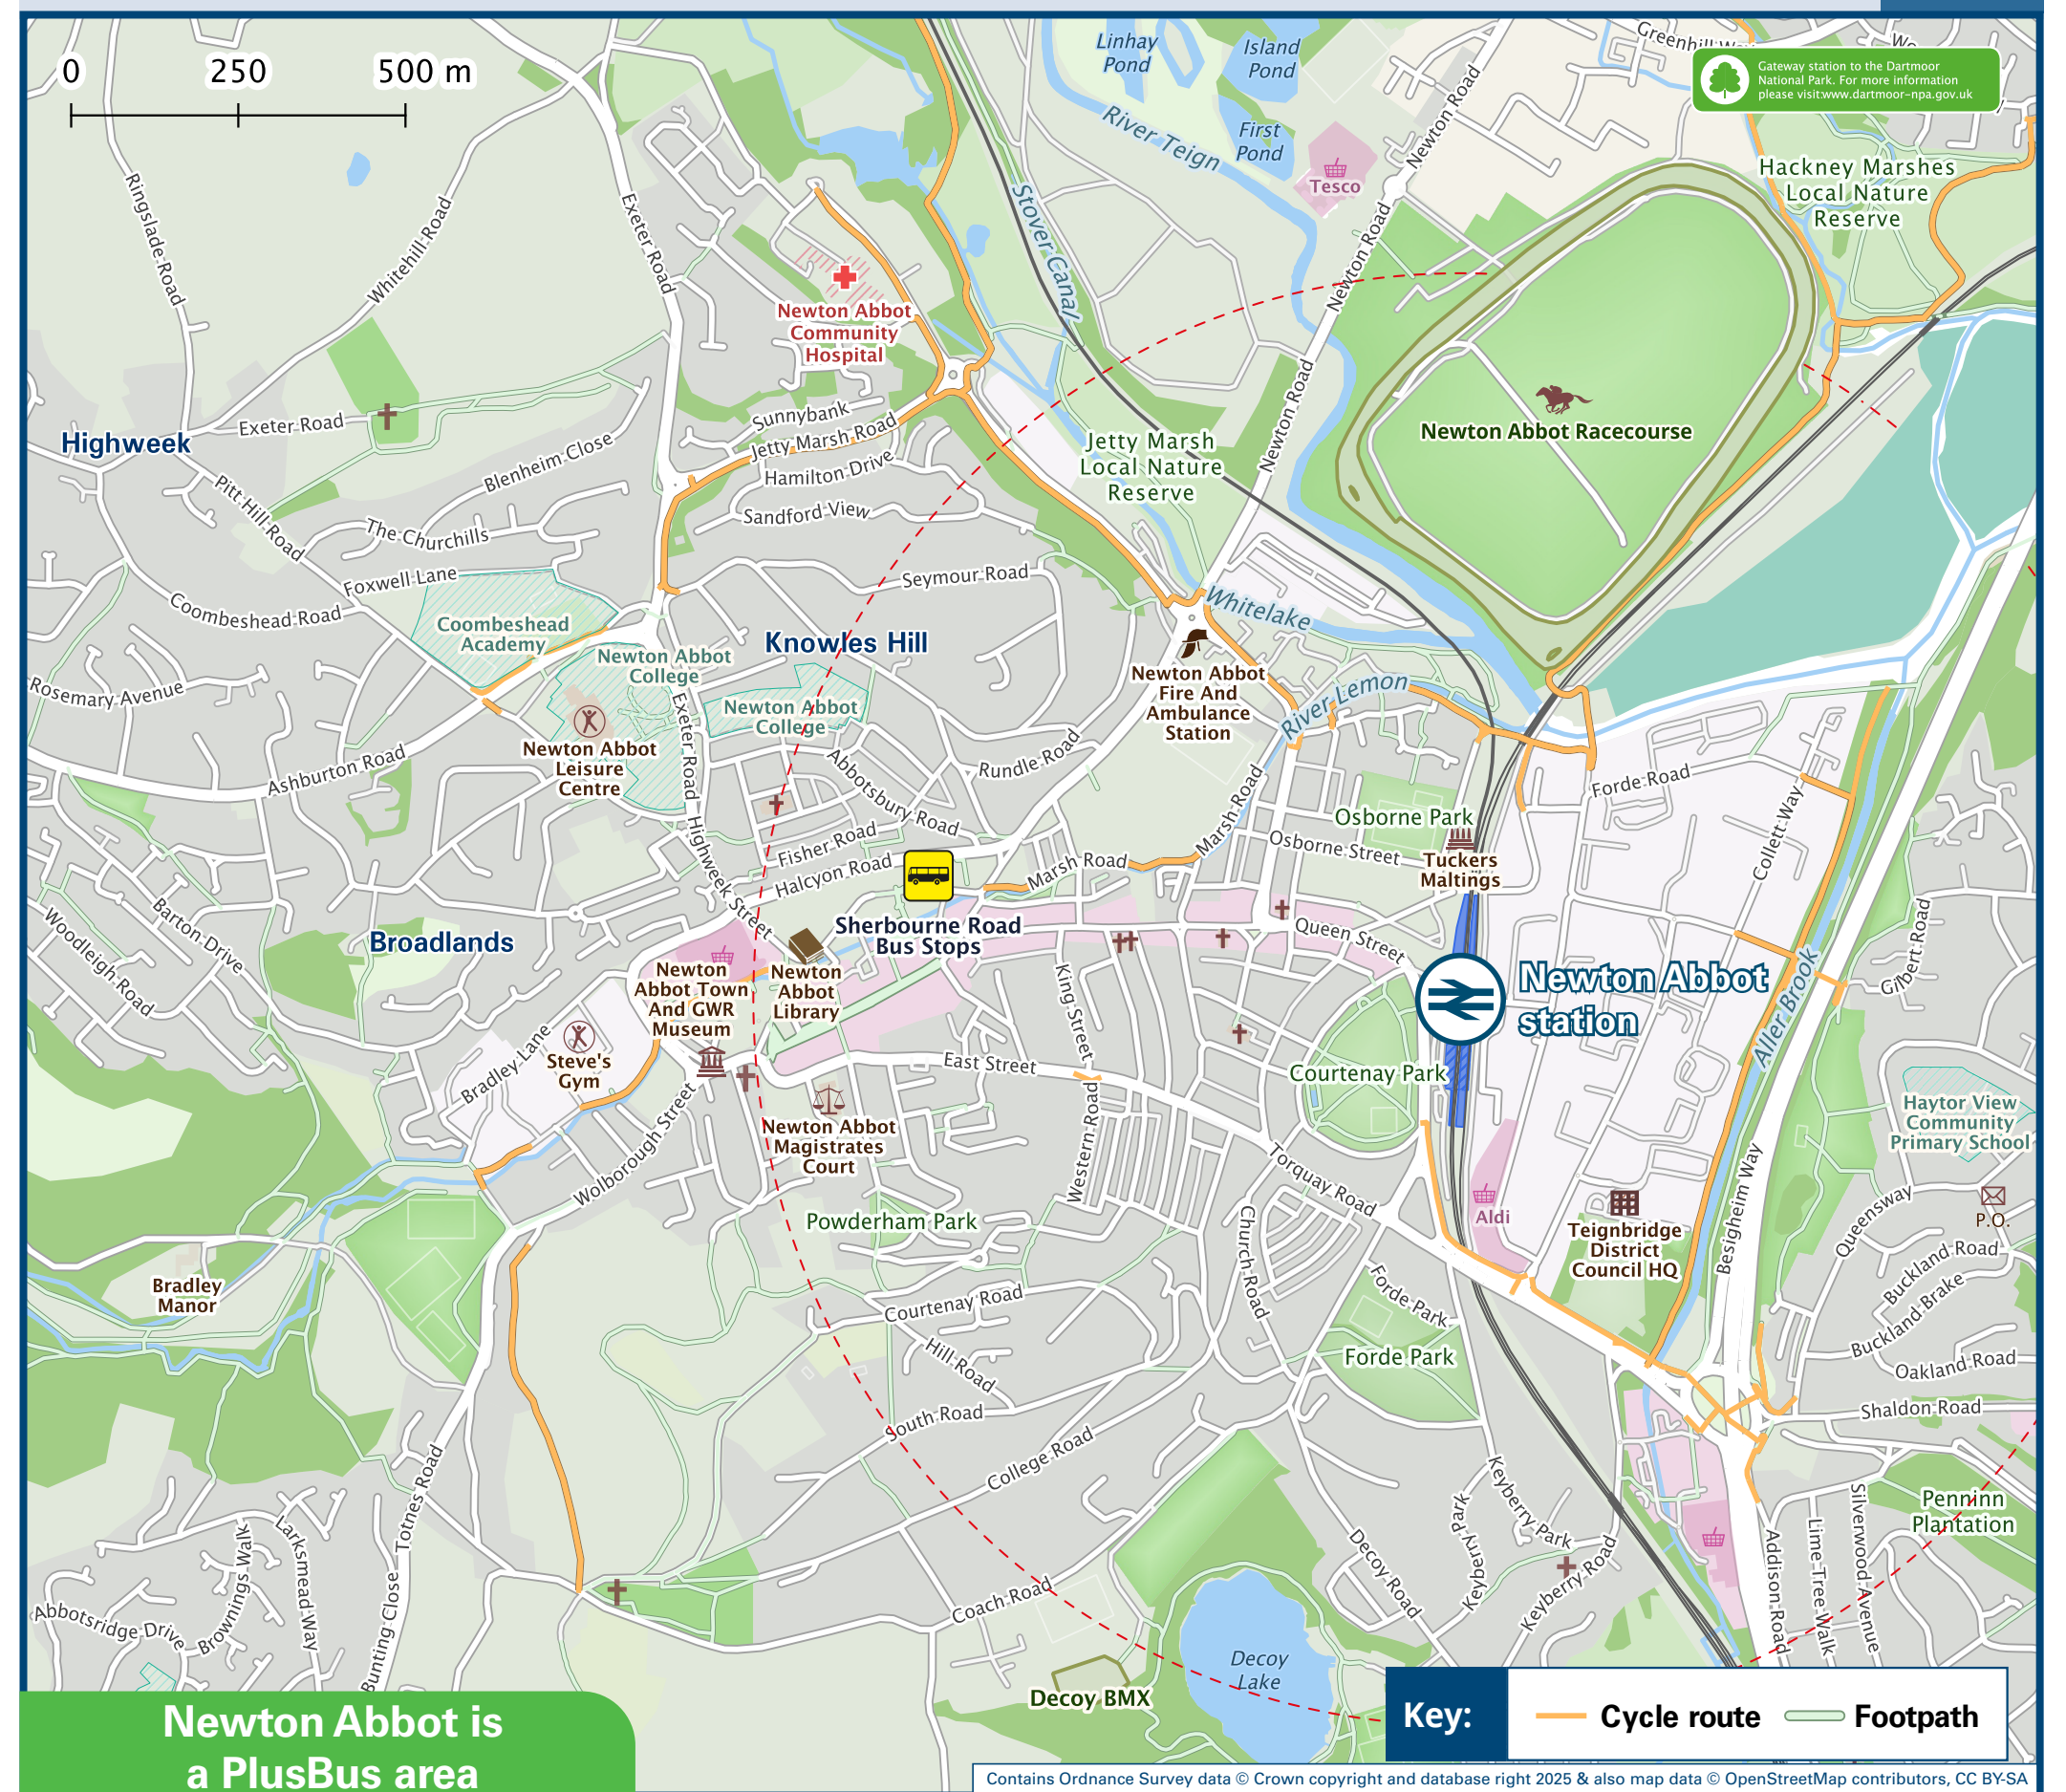 0 250 500 m
Linhay
Pond
Island
Pond
First
Pond
River Teign
Tesco
Newton Road
Greenhill Way
Gateway station to the Dartmoor
National Park. For more information
please visit:www.dartmoor-npa.gov.uk
Hackney Marshes
Local Nature
Reserve
Ringslade Road
Whitehill Road
Exeter Road
Stover Canal
Newton Road
Newton Abbot
Community
Hospital
Newton Road
Newton Abbot Racecourse
Highweek
Exeter Road
Sunnybank
Jetty Marsh Road
Hamilton Drive
Sandford View
Blenheim Close
The Churchills
Pitt Hill Road
Foxwell Lane
Coombeshead Road
Jetty Marsh
Local Nature
Reserve
Seymour Road
Whitelake
Coombeshead
Academy
Newton Abbot
College
Knowles Hill
Newton Abbot
College
Rosemary Avenue
Newton Abbot
Leisure
Centre
Ashburton Road
Exeter Road
Newton Abbot
Fire And
Ambulance
Station
River Lemon
Rundle Road
Abbotsbury Road
Fisher Road
Halcyon Road
Highweek Street
Marsh Road
Marsh Road
Osborne Park
Osborne Street
Tuckers
Maltings
Forde Road
Collett Way
Barton Drive
Woodleigh Road
Broadlands
Sherbourne Road
Bus Stops
Queen Street
Newton
Abbot Town
And GWR
Museum
Newton
Abbot
Library
King Street
Newton Abbot
station
Aller Brook
Gilbert Road
Bradley Lane
Steve's
Gym
East Street
Courtenay Park
Haytor View
Community
Primary School
Wolborough Street
Newton Abbot
Magistrates
Court
Western Road
Torquay Road
Aldi
Teignbridge
District
Council HQ
Besigheim Way
Queensway
P.O.
Buckland Road
Buckland Brake
Oakland Road
Shaldon Road
Powderham Park
Church Road
Bradley
Manor
Courtenay Road
Hill Road
Forde Park
Forde Park
South Road
College Road
Totnes Road
Keyberry Park
Keyberry Park
Keyberry Road
Decoy Road
Penninn
Plantation
Addison Road
Lime Tree Walk
Silverwood Avenue
Larksmead Way
Brownings Walk
Abbotsridge Drive
Bunting Close
Coach Road
Decoy
Lake
Decoy BMX
Newton Abbot is
a PlusBus area
Key: Cycle route Footpath
Contains Ordnance Survey data © Crown copyright and database right 2025 & also map data © OpenStreetMap contributors, CC BY-SA